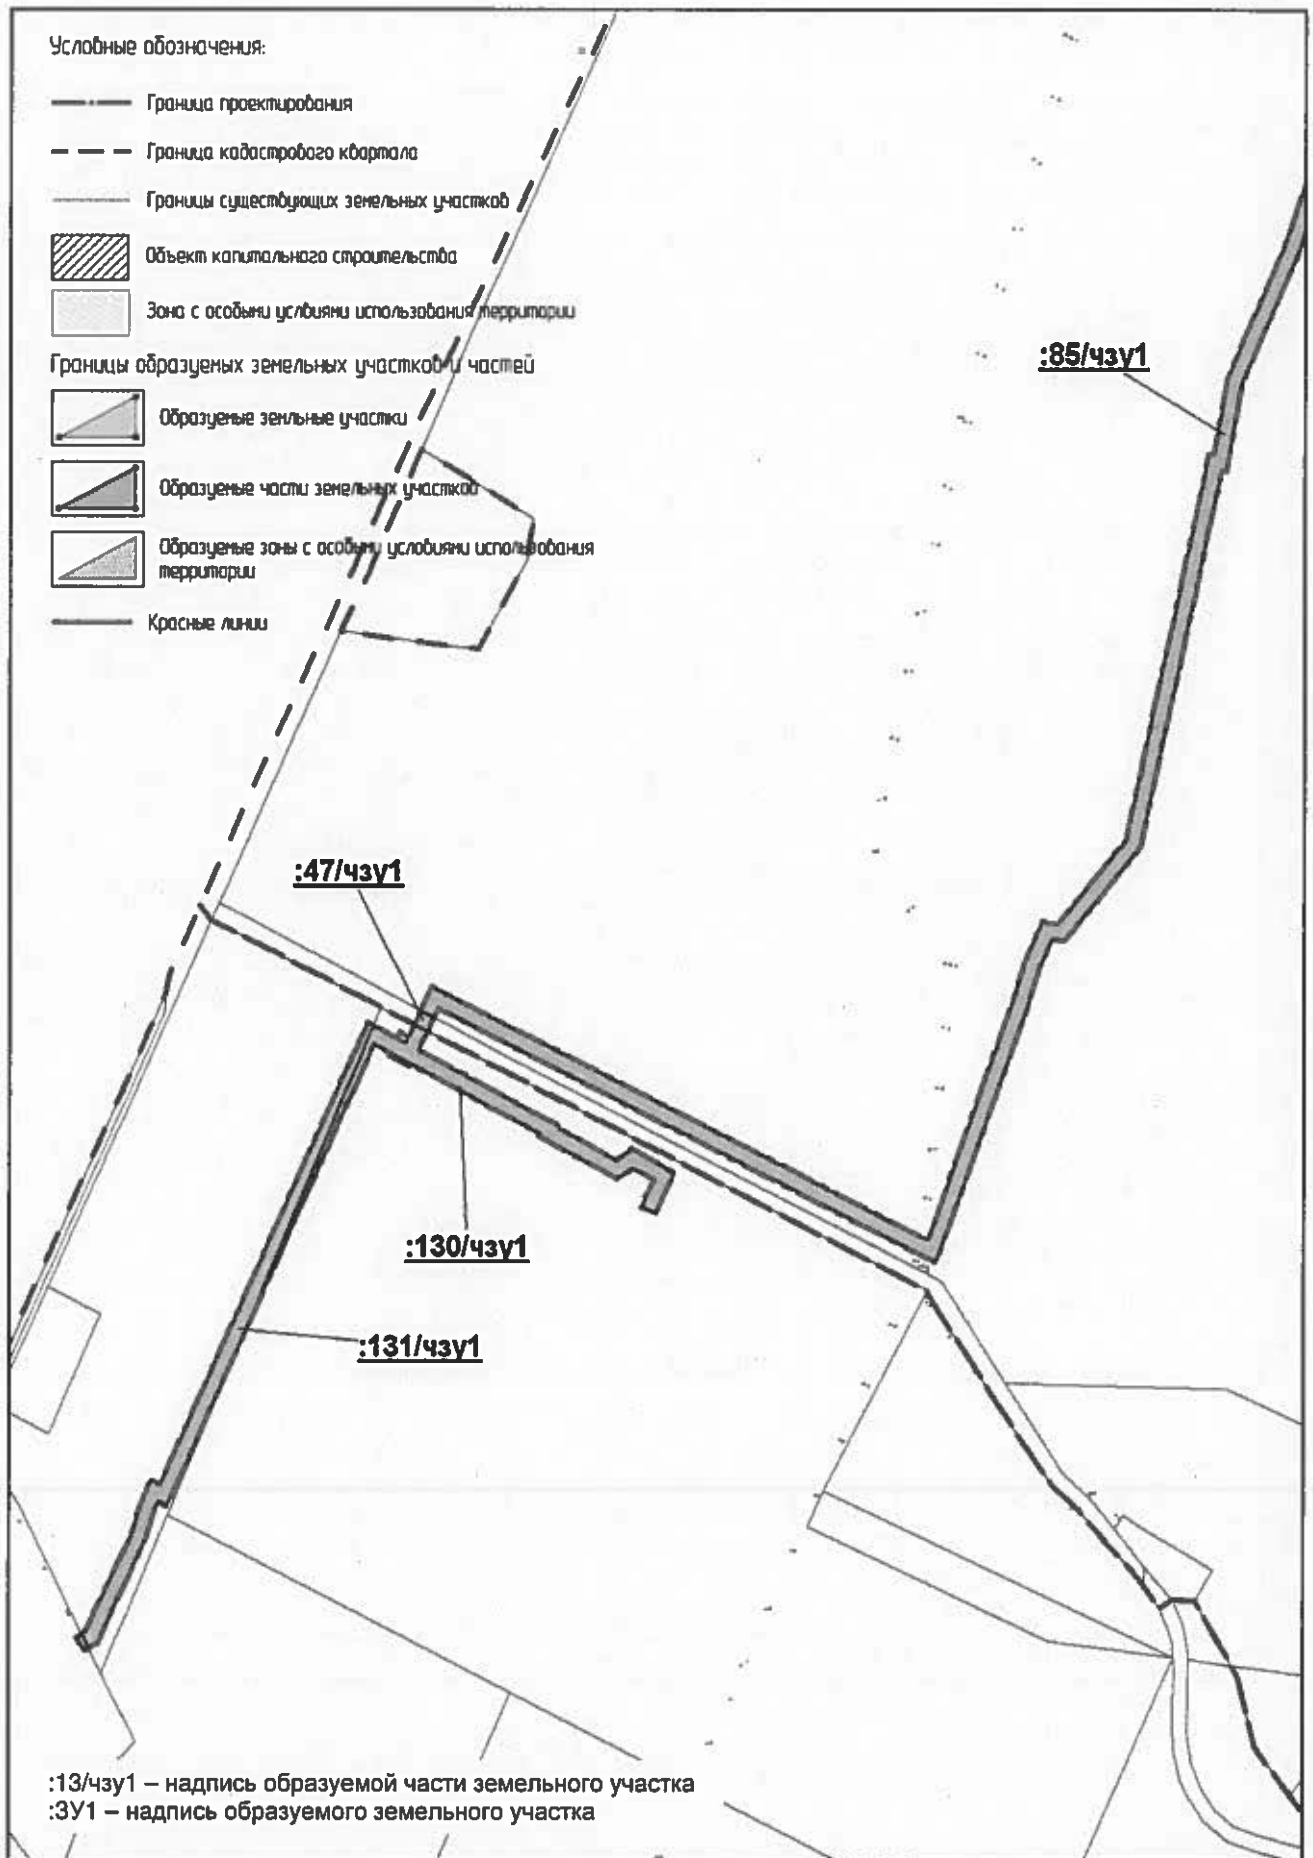 Условные обозначения:
Граница проектирования
Граница кадастрового квартала
Границы существующих земельных участков
Объект капитального строительства
Зона с особыми услвиями использования территории
Границы образуемых земельных участков и частей
Образуемые земльные участки
Образуемые части земельных участков
Образуемые зоны с особыми условиями использования
территории
Красные линии
:85/чзу1
:47/чзу1
:130/чзу1
:131/чзу1
:13/чзу1 – надпись образуемой части земельного участка
:ЗУ1 – надпись образуемого земельного участка